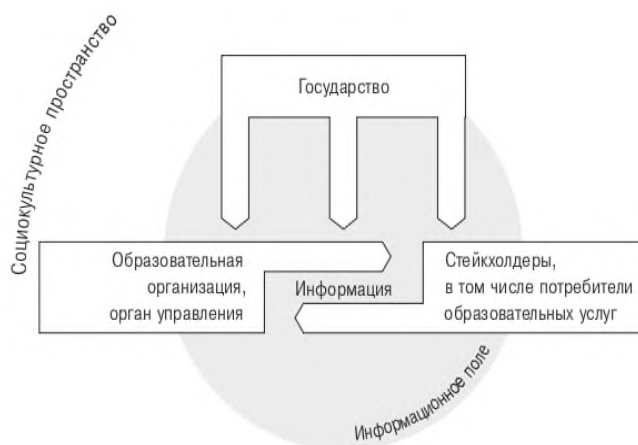 Социокультурное пространство
Государство
Образовательная
организация,
орган управления
Информация
Стейкхолдеры,
в том числе потребители
образовательных услуг
Информационное поле